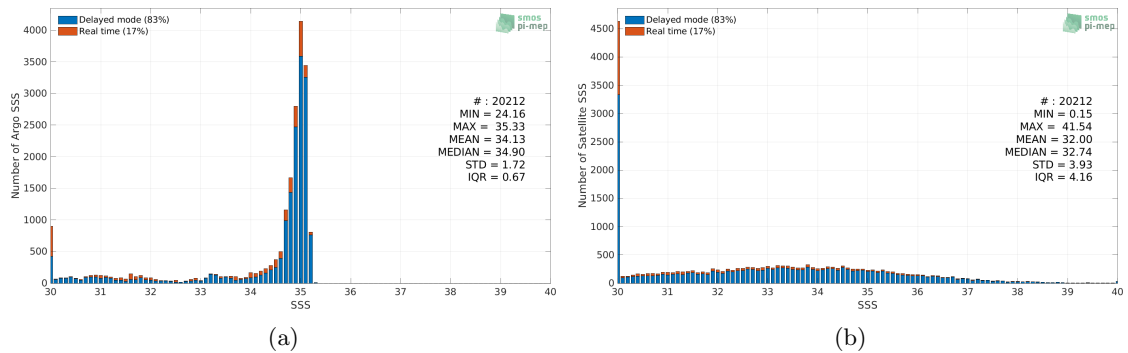 Delayed mode (83%)
Real time (17%)
smos
pi-mep
# : 20212
MIN = 24.16
MAX = 35.33
MEAN = 34.13
MEDIAN = 34.90
STD = 1.72
IQR = 0.67
Number of Argo SSS
4000
3500
3000
2500
2000
1500
1000
500
0
30 31 32 33 34 35 36 37 38 39 40
SSS
(a)
Delayed mode (83%)
Real time (17%)
smos
pi-mep
# : 20212
MIN = 0.15
MAX = 41.54
MEAN = 32.00
MEDIAN = 32.74
STD = 3.93
IQR = 4.16
Number of Satellite SSS
4500
4000
3500
3000
2500
2000
1500
1000
500
0
30 31 32 33 34 35 36 37 38 39 40
SSS
(b)